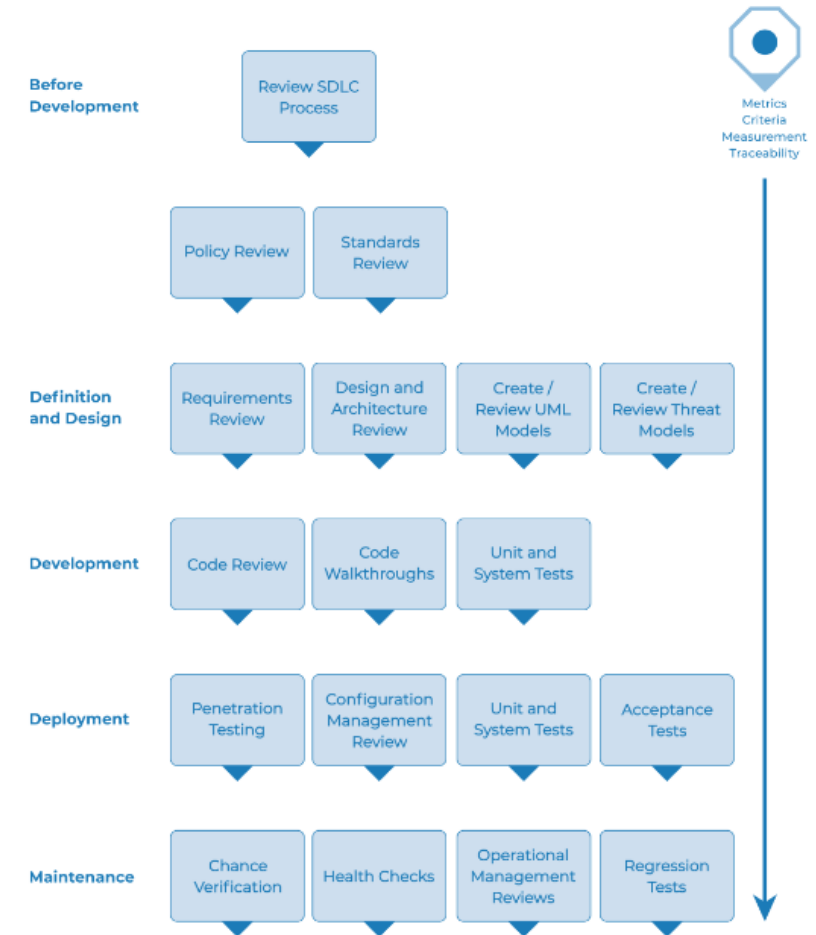 Before
Development
Review SDLC
Process
Metrics
Criteria
Measurement
Traceability
Policy Review
Standards
Review
Definition
and Design
Requirements
Review
Design and
Architecture
Review
Create /
Review UML
Models
Create /
Review Threat
Models
Development
Code Review
Code
Walkthroughs
Unit and
System Tests
Deployment
Penetration
Testing
Configuration
Management
Review
Unit and
System Tests
Acceptance
Tests
Maintenance
Chance
Verification
Health Checks
Operational
Management
Reviews
Regression
Tests